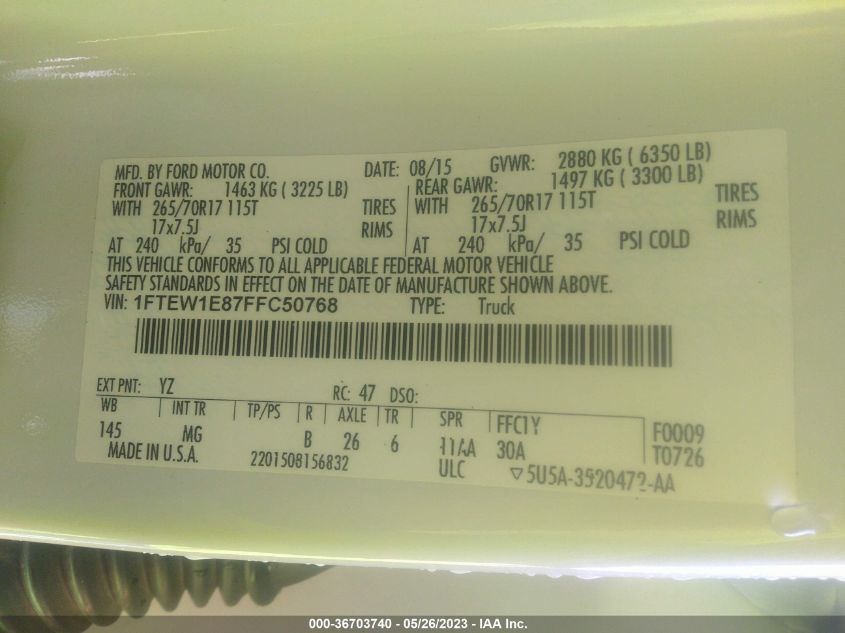 MFD. BY FORD MOTOR CO. DATE: 08/15 GVWR: 2880 KG ( 6350 LB)
FRONT GAWR: 1463 KG ( 3225 LB) REAR GAWR: 1497 KG ( 3300 LB)
WITH 265/70R17 115T TIRES WITH 265/70R17 115T TIRES
17x7.5J RIMS 17x7.5J RIMS
AT 240 kPa/ 35 PSI COLD AT 240 kPa/ 35 PSI COLD
THIS VEHICLE CONFORMS TO ALL APPLICABLE FEDERAL MOTOR VEHICLE
SAFETY STANDARDS IN EFFECT ON THE DATE OF MANUFACTURE SHOWN ABOVE.
VIN: 1FTEW1E87FFC50768 TYPE: Truck
EXT PNT: YZ RC: 47 DSO:
WB INT TR TP/PS R AXLE TR SPR FFC1Y
145 MG B 26 6 30A F0009
MADE IN U.S.A. 2201508156832 ULC T0726
000-36703740 - 05/26/2023 - IAA Inc.